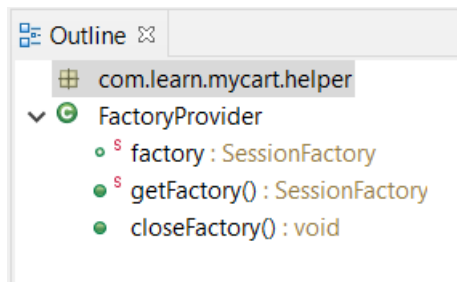 Outline
com.learn.mycart.helper
FactoryProvider
S factory : SessionFactory
S getFactory() : SessionFactory
closeFactory() : void